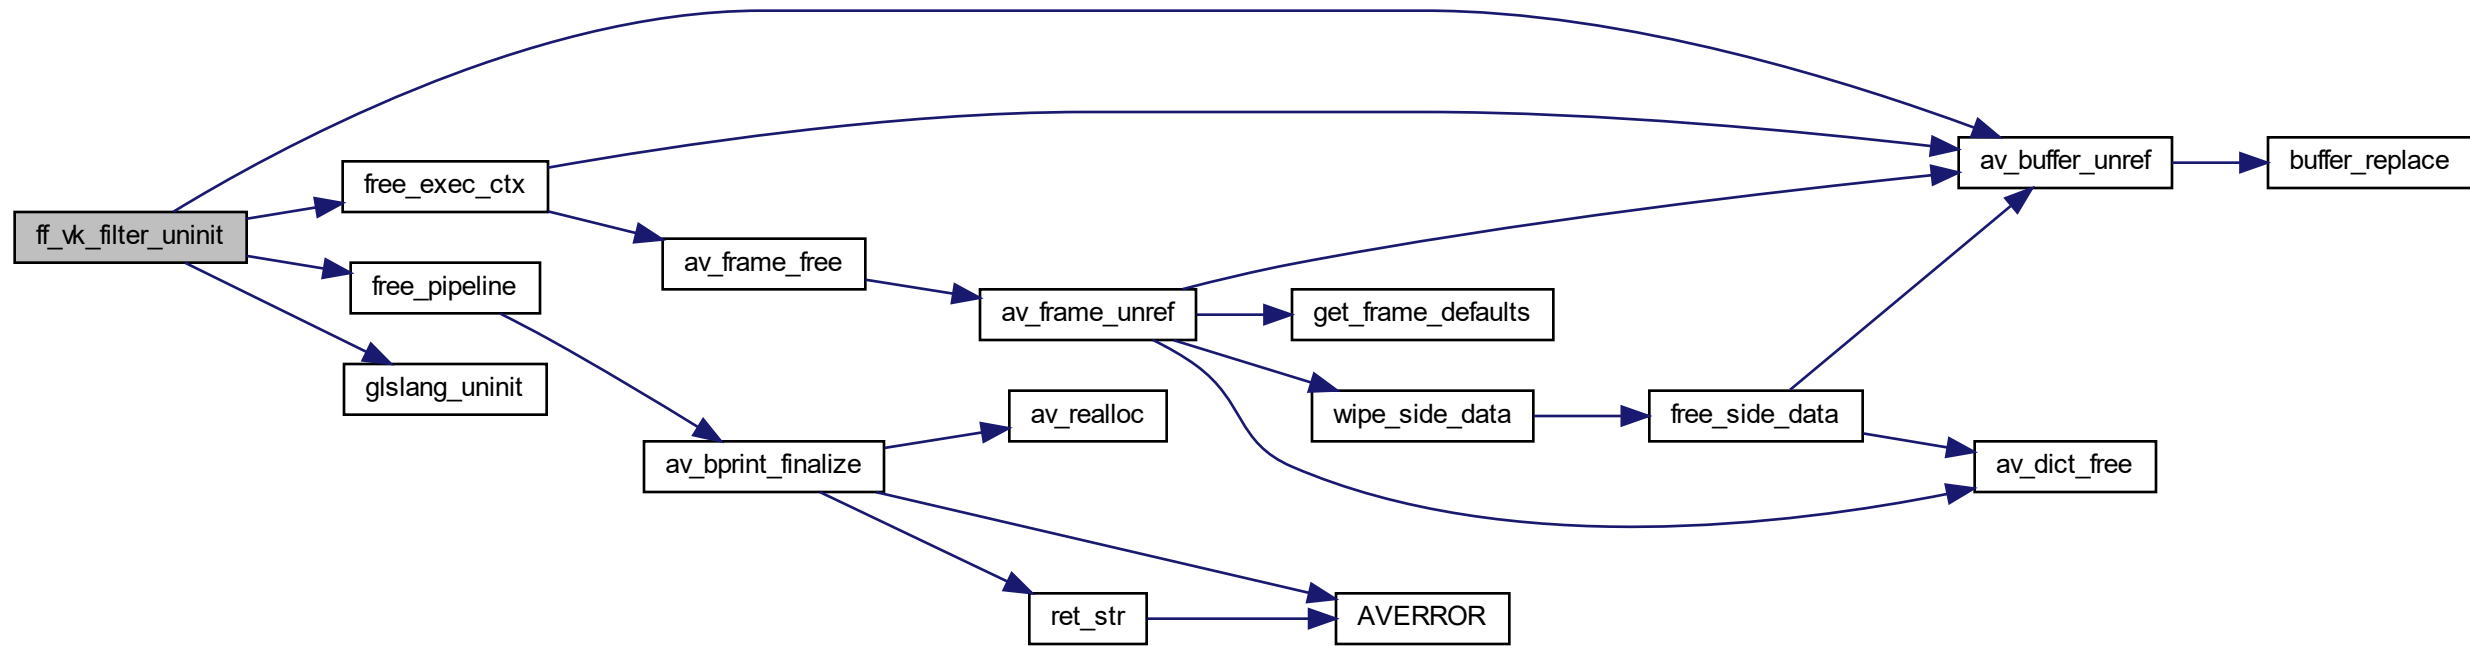 ff_vk_filter_uninit
free_exec_ctx
free_pipeline
glslang_uninit
av_frame_free
av_bprint_finalize
av_frame_unref
av_realloc
ret_str
get_frame_defaults
wipe_side_data
AVERROR
free_side_data
av_buffer_unref
av_dict_free
buffer_replace